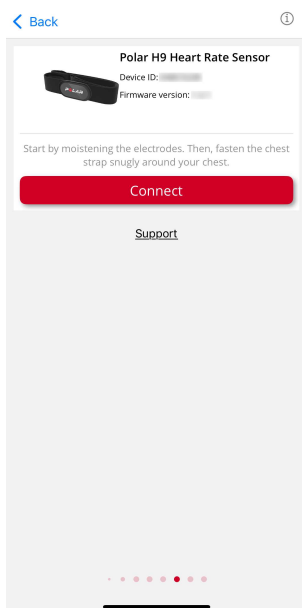 Back
Polar H9 Heart Rate Sensor
POLAR
Device ID:
Firmware version:
Start by moistening the electrodes. Then, fasten the chest
strap snugly around your chest.
Connect
Support